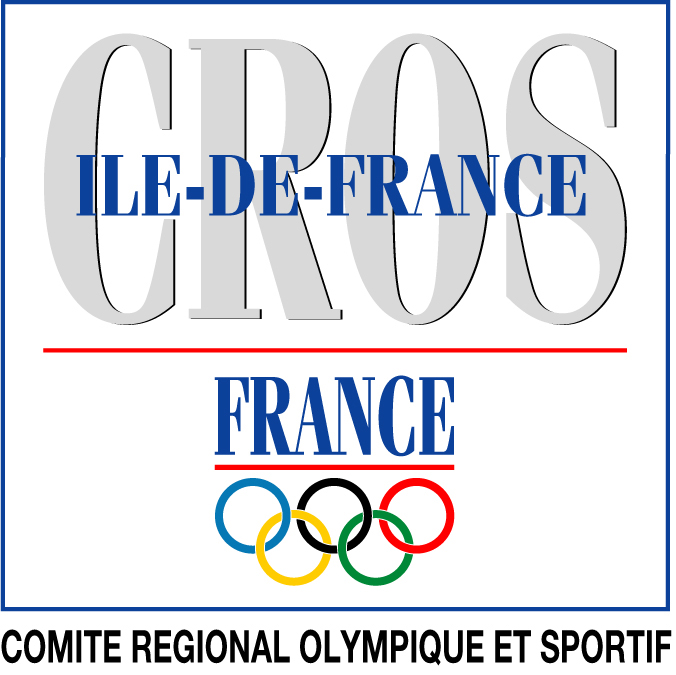 CROS
ILE-DE-FRANCE
FRANCE
COMITE REGIONAL OLYMPIQUE ET SPORTIF